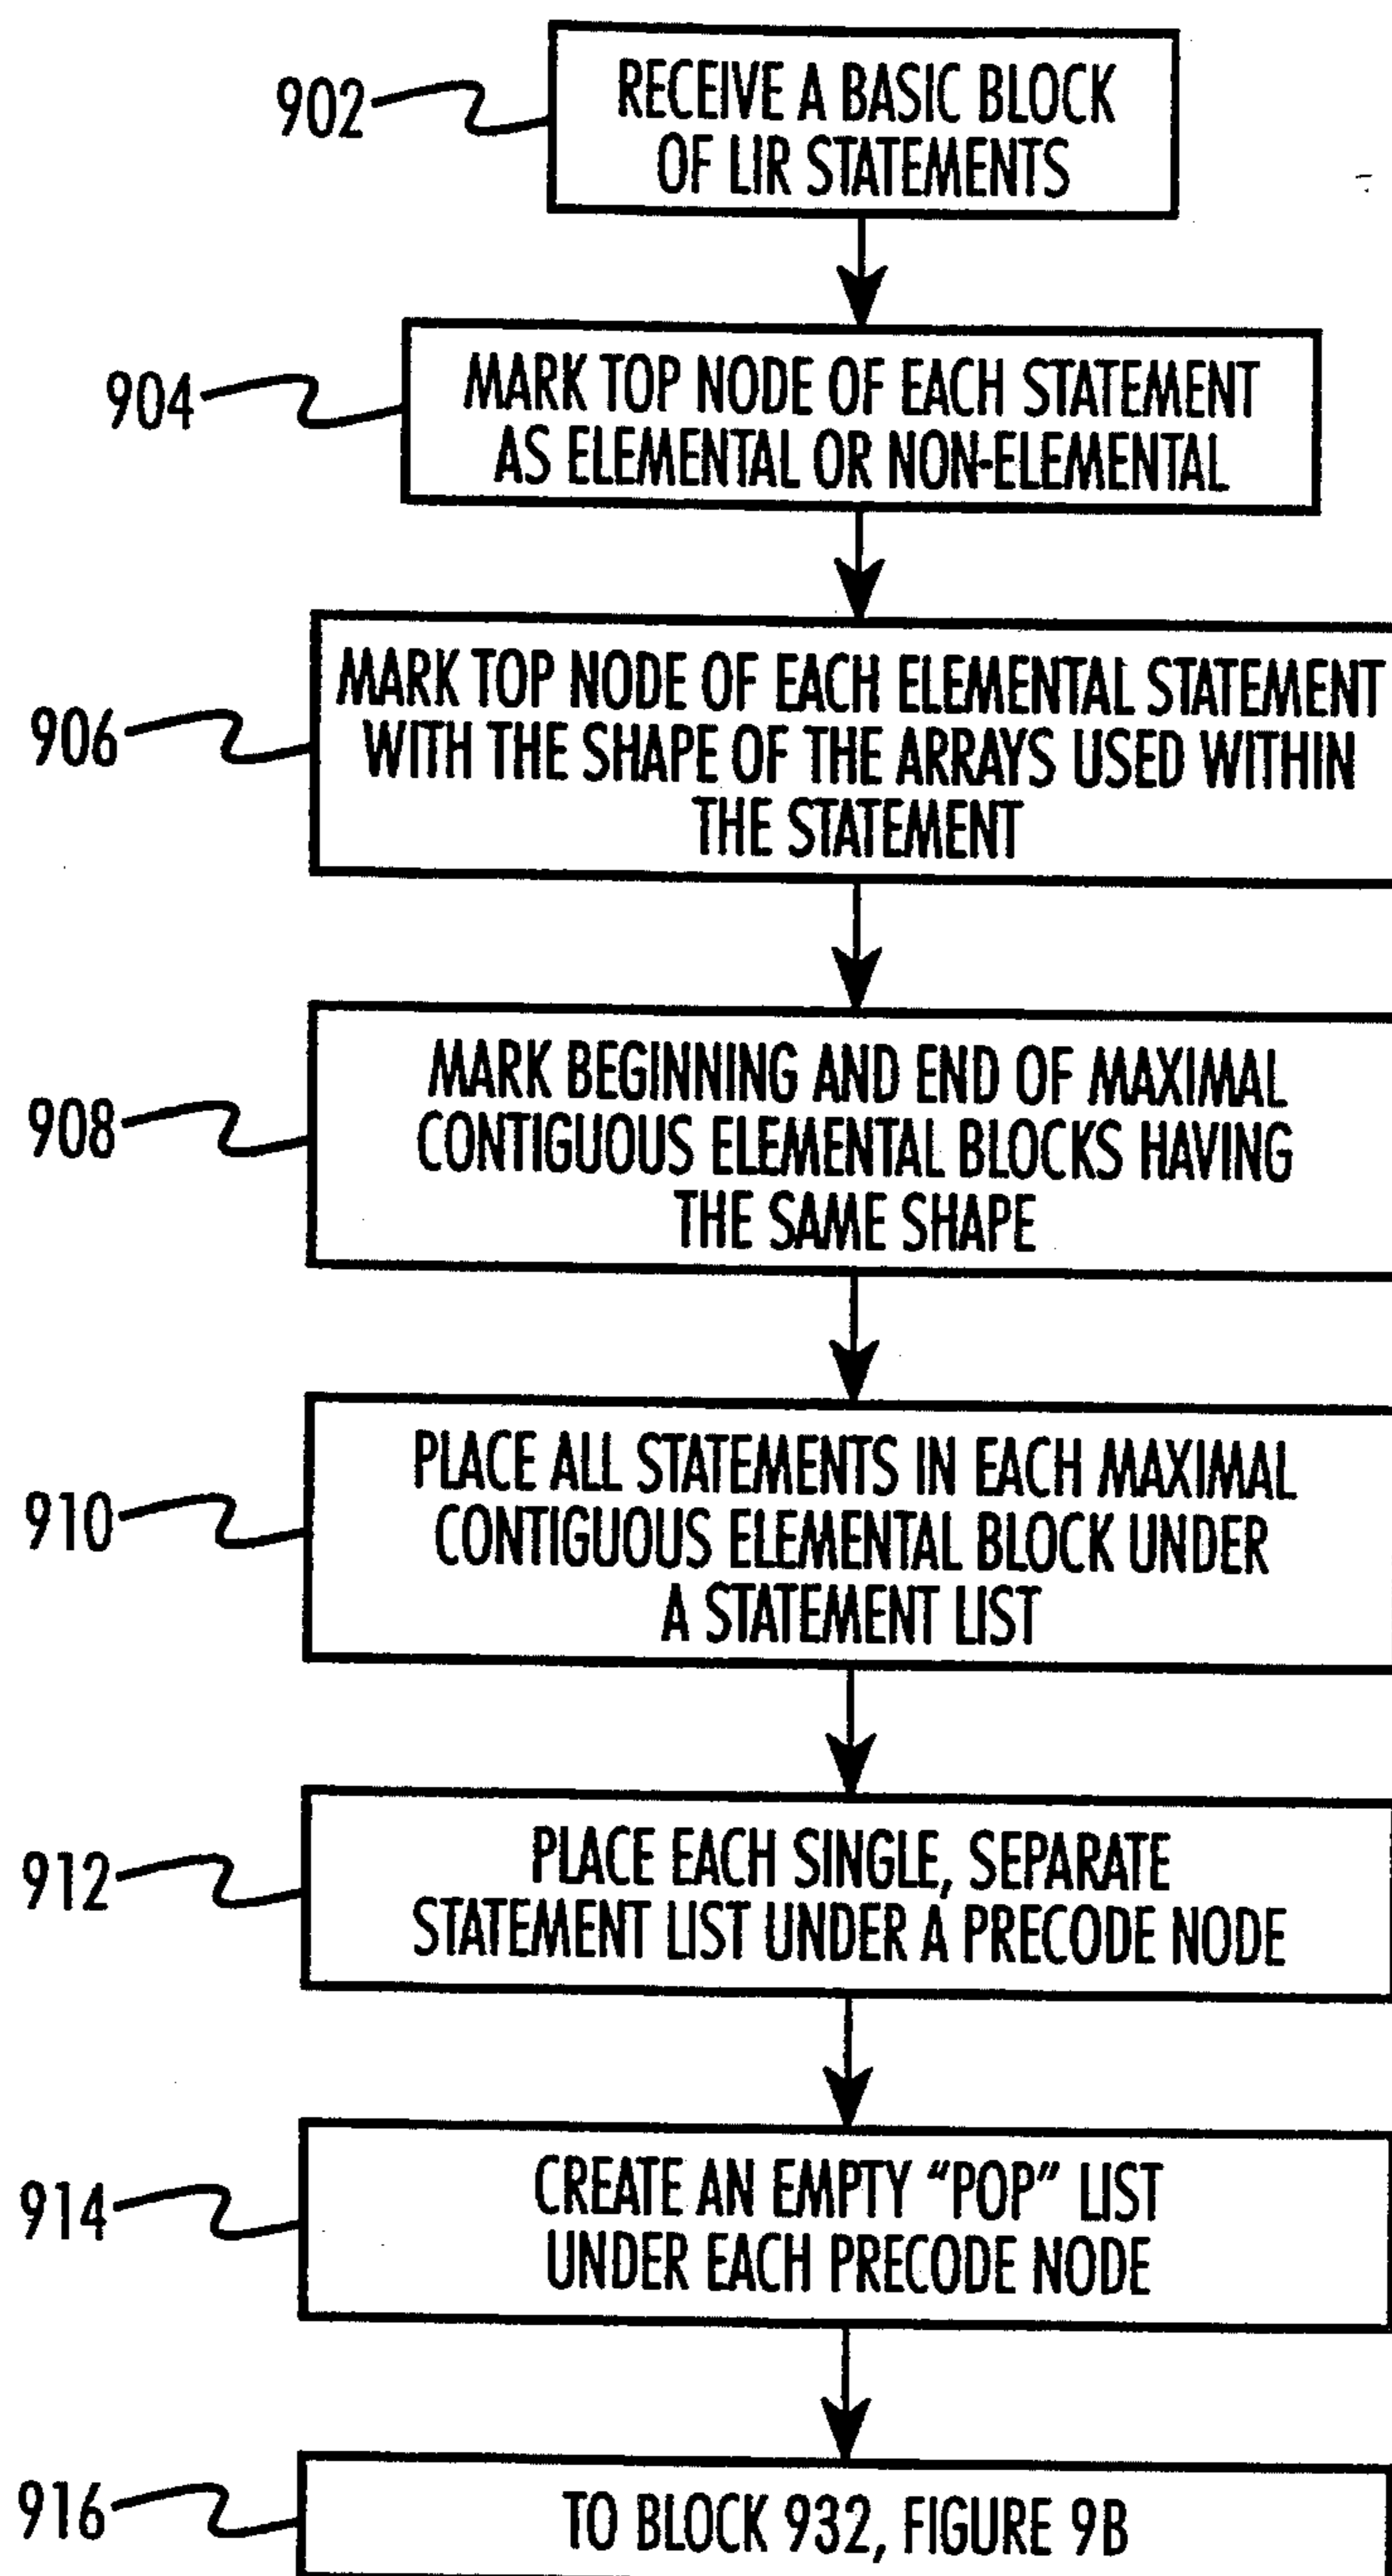 902
RECEIVE A BASIC BLOCK
OF LIR STATEMENTS
904
MARK TOP NODE OF EACH STATEMENT
AS ELEMENTAL OR NON-ELEMENTAL
906
MARK TOP NODE OF EACH ELEMENTAL STATEMENT
WITH THE SHAPE OF THE ARRAYS USED WITHIN
THE STATEMENT
908
MARK BEGINNING AND END OF MAXIMAL
CONTIGUOUS ELEMENTAL BLOCKS HAVING
THE SAME SHAPE
910
PLACE ALL STATEMENTS IN EACH MAXIMAL
CONTIGUOUS ELEMENTAL BLOCK UNDER
A STATEMENT LIST
912
PLACE EACH SINGLE, SEPARATE
STATEMENT LIST UNDER A PRECODE NODE
914
CREATE AN EMPTY “POP” LIST
UNDER EACH PRECODE NODE
916
TO BLOCK 932, FIGURE 9B